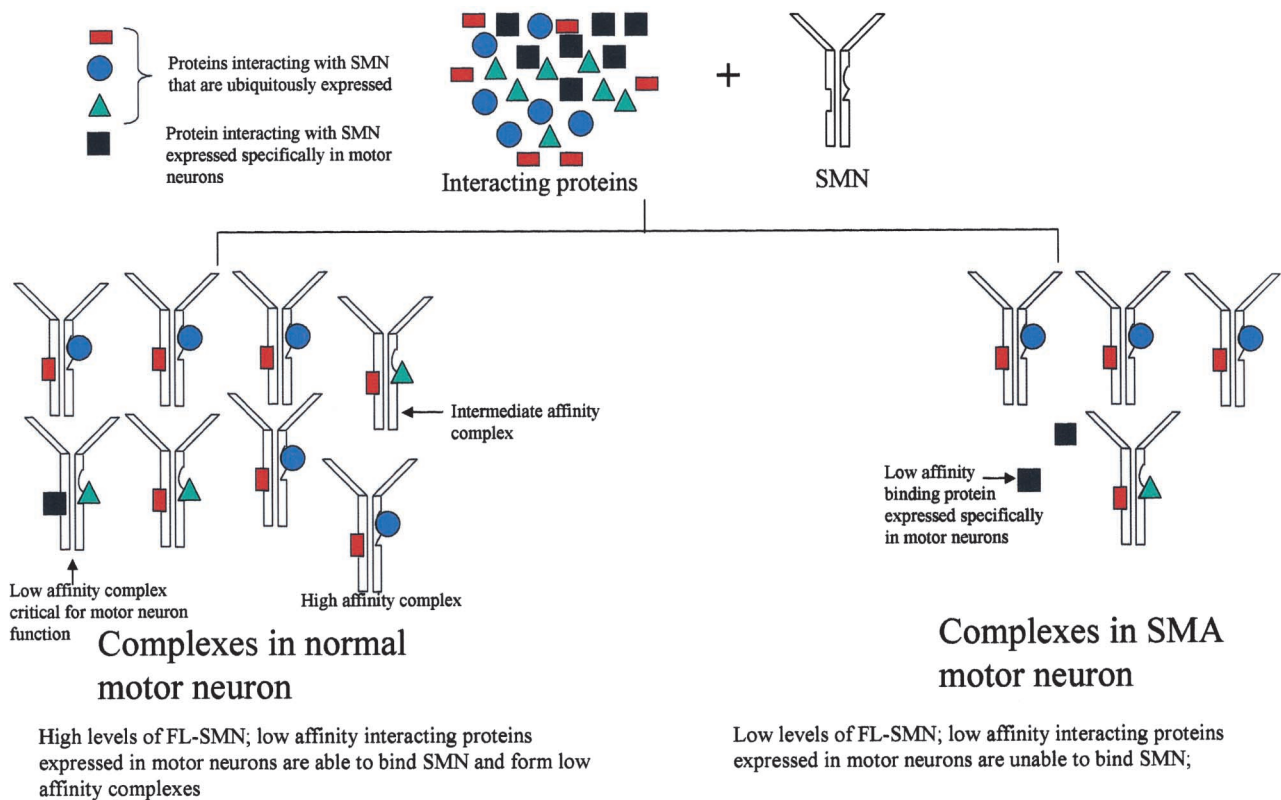 Proteins interacting with SMN
that are ubiquitously expressed
Protein interacting with SMN
expressed specifically in motor
neurons
Interacting proteins
+
SMN
Intermediate affinity
complex
Low affinity complex
critical for motor neuron
function
High affinity complex
Complexes in normal
motor neuron
High levels of FL-SMN; low affinity interacting proteins
expressed in motor neurons are able to bind SMN and form low
affinity complexes
Low affinity
binding protein
expressed specifically
in motor neurons
Complexes in SMA
motor neuron
Low levels of FL-SMN; low affinity interacting proteins
expressed in motor neurons are unable to bind SMN;